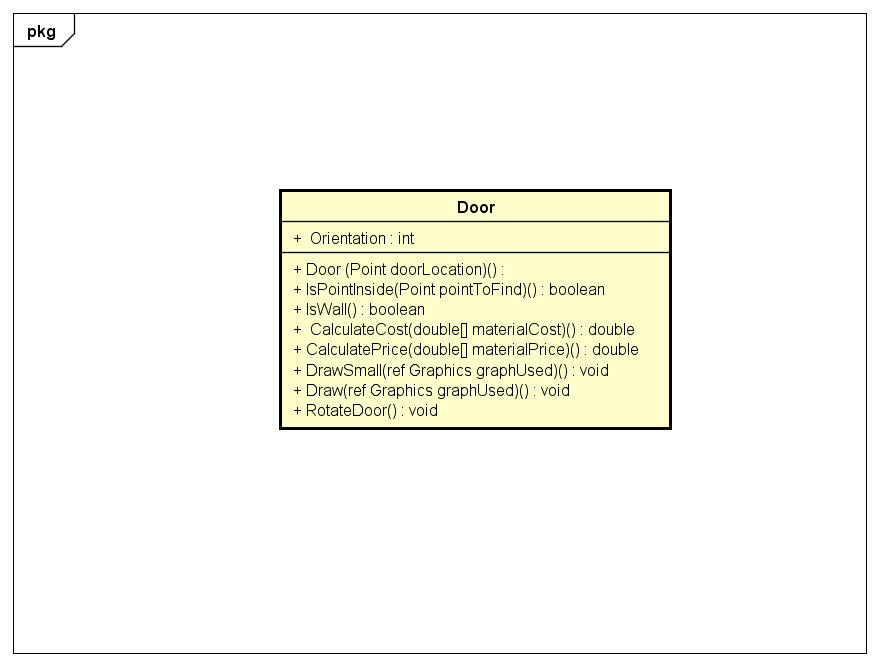 pkg
Door
+ Orientation : int
+ Door (Point doorLocation)() :
+ IsPointInside(Point pointToFind)() : boolean
+ IsWall() : boolean
+ CalculateCost(double[] materialCost)() : double
+ CalculatePrice(double[] materialPrice)() : double
+ DrawSmall(ref Graphics graphUsed)() : void
+ Draw(ref Graphics graphUsed)() : void
+ RotateDoor() : void